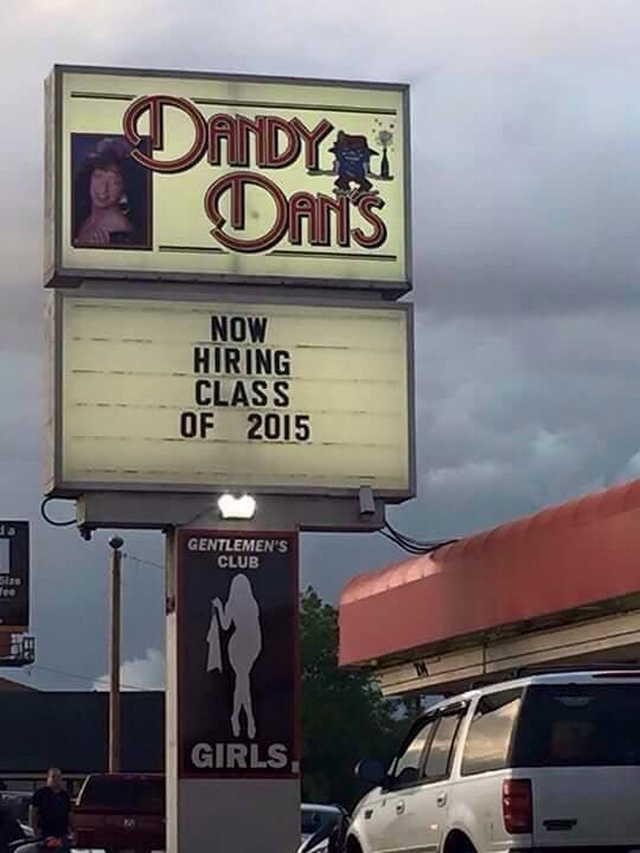 DANDY
DAN'S
NOW
HIRING
CLASS
OF 2015
GENTLEMEN'S
CLUB
GIRLS